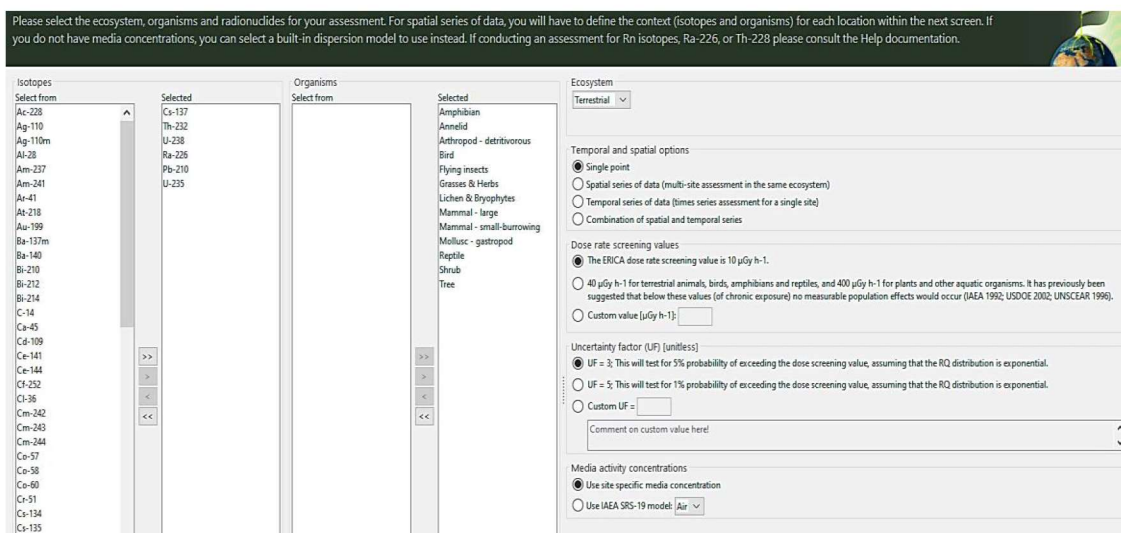 Please select the ecosystem, organisms and radionuclides for your assessment. For spatial series of data, you will have to define the context (isotopes and organisms) for each location within the next screen. If
you do not have media concentrations, you can select a built-in dispersion model to use instead. If conducting an assessment for Rn isotopes, Ra-226, or Th-228 please consult the Help documentation.
Isotopes
Select from
Ac-228
Ag-110
Ag-110m
Al-28
Am-237
Am-241
Ar-41
At-218
Au-199
Ba-137m
Ba-140
Bi-210
Bi-212
Bi-214
C-14
Ca-45
Cd-109
Ce-141
Ce-144
Cf-252
Cl-36
Cm-242
Cm-243
Cm-244
Co-57
Co-58
Co-60
Cr-51
Cs-134
Cs-135
>>
>
<
<<
Selected
Cs-137
Th-232
U-238
Ra-226
Pb-210
U-235
Organisms
Select from
>>
>
<
<<
Selected
Amphibian
Annelid
Arthropod - detritivorous
Bird
Flying insects
Grasses & Herbs
Lichen & Bryophytes
Mammal - large
Mammal - small-burrowing
Mollusc - gastropod
Reptile
Shrub
Tree
Ecosystem
Terrestrial
Temporal and spatial options
Single point
Spatial series of data (multi-site assessment in the same ecosystem)
Temporal series of data (times series assessment for a single site)
Combination of spatial and temporal series
Dose rate screening values
The ERICA dose rate screening value is 10 µGy h-1.
40 µGy h-1 for terrestrial animals, birds, amphibians and reptiles, and 400 µGy h-1 for plants and other aquatic organisms. It has previously been
suggested that below these values (of chronic exposure) no measurable population effects would occur (IAEA 1992; USDOE 2002; UNSCEAR 1996).
Custom value [µGy h-1]:
Uncertainty factor (UF) [unitless]
UF = 3; This will test for 5% probabililty of exceeding the dose screening value, assuming that the RQ distribution is exponential.
UF = 5; This will test for 1% probability of exceeding the dose screening value, assuming that the RQ distribution is exponential.
Custom UF =
Comment on custom value here!
Media activity concentrations
Use site specific media concentration
Use IAEA SRS-19 model: Air